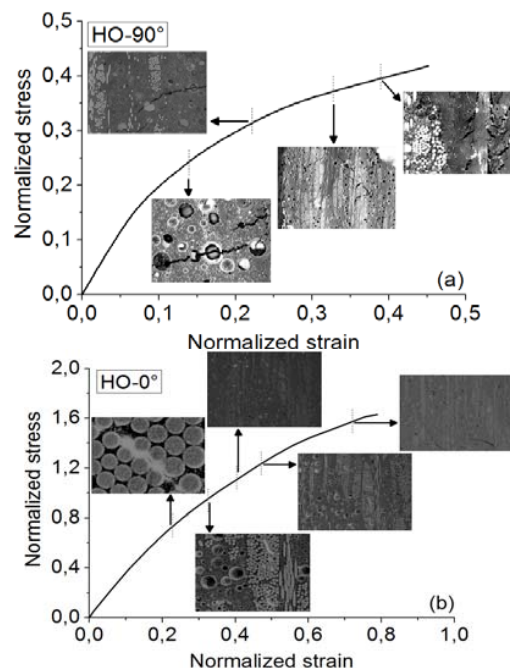 HO-90°
0,5
0,4
0,3
0,2
0,1
0,0
Normalized stress
0,0 0,1 0,2 0,3 0,4 0,5
Normalized strain
(a)
HO-0°
2,0
1,6
1,2
0,8
0,4
0,0
Normalized stress
0,0 0,2 0,4 0,6 0,8 1,0
Normalized strain
(b)